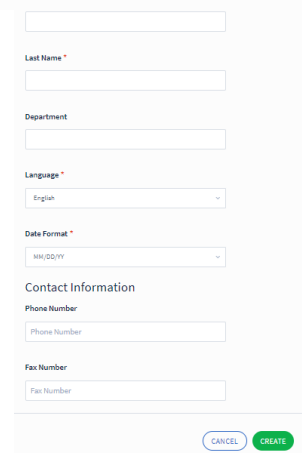 Last Name *
Department
Language *
English
Date Format *
MM/DD/YY
Contact Information
Phone Number
Phone Number
Fax Number
Fax Number
CANCEL CREATE